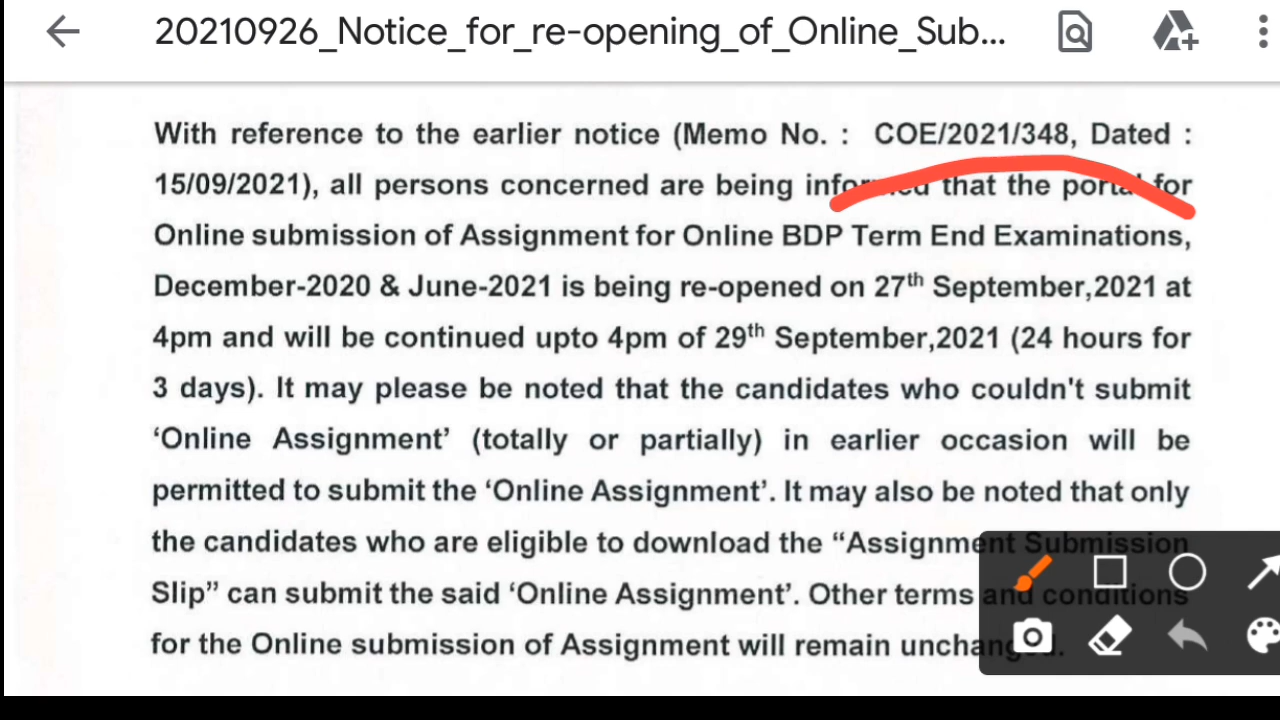 20210926_Notice_for_re-opening_of_Online_Sub...
With reference to the earlier notice (Memo No. : COE/2021/348, Dated :
15/09/2021), all persons concerned are being informed that the portal for
Online submission of Assignment for Online BDP Term End Examinations,
December-2020 & June-2021 is being re-opened on 27th September,2021 at
4pm and will be continued upto 4pm of 29th September,2021 (24 hours for
3 days). It may please be noted that the candidates who couldn't submit
‘Online Assignment’ (totally or partially) in earlier occasion will be
permitted to submit the ‘Online Assignment’. It may also be noted that only
the candidates who are eligible to download the “Assignment Submission
Slip” can submit the said ‘Online Assignment’. Other terms and conditions
for the Online submission of Assignment will remain unchanged.